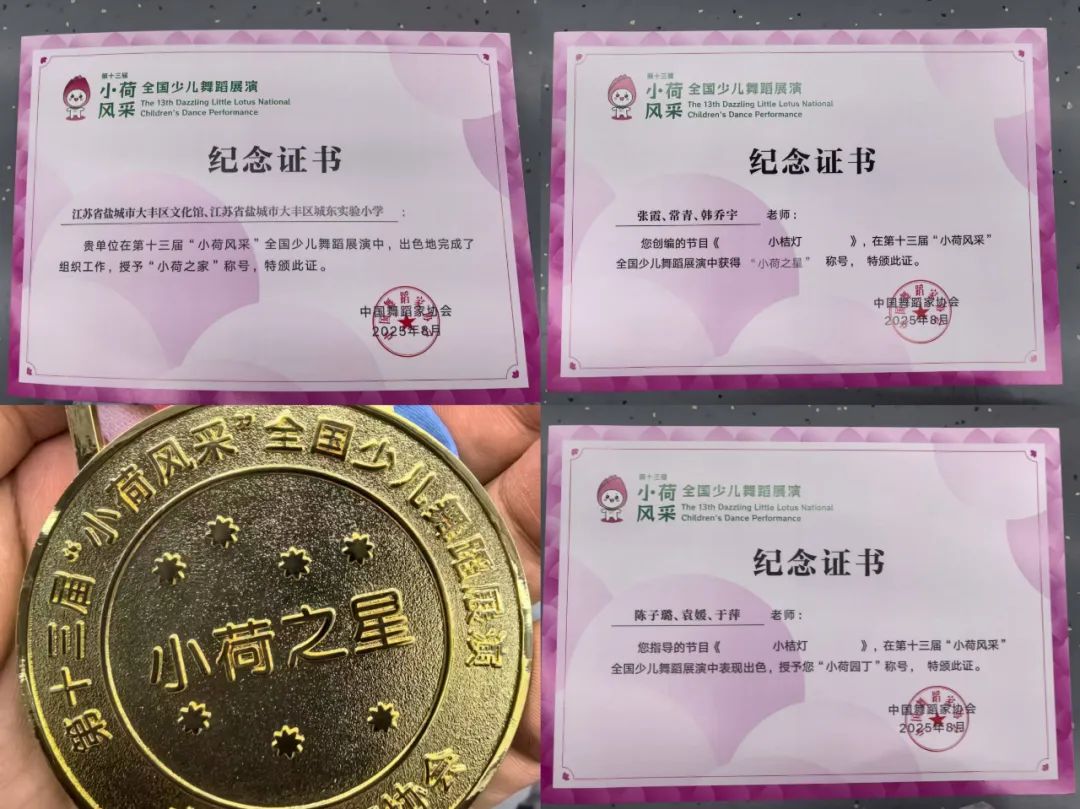 第十三届
小荷风采
全国少儿舞蹈展演
The 13th Dazzling Little Lotus National
Children's Dance Performance
纪念证书
江苏省盐城市大丰区文化馆、江苏省盐城市大丰区城东实验小学：
贵单位在第十三届“小荷风采”全国少儿舞蹈展演中，出色地完成了
组织工作，授予“小荷之家”称号，特颁此证。
中国舞蹈家协会
2025年8月
第十三届
小荷风采
全国少儿舞蹈展演
The 13th Dazzling Little Lotus National
Children's Dance Performance
纪念证书
张霞、常青、韩乔宇 老师：
您创编的节目《 小桔灯 》，在第十三届“小荷风采”
全国少儿舞蹈展演中获得 “小荷之星” 称号， 特颁此证。
中国舞蹈家协会
2025年8月
第十三届“小荷风采”全国少儿舞蹈展演
小荷之星
第十三届
小荷风采
全国少儿舞蹈展演
The 13th Dazzling Little Lotus National
Children's Dance Performance
纪念证书
陈子璐、袁媛、于萍 老师：
您指导的节目《 小桔灯 》，在第十三届“小荷风采”
全国少儿舞蹈展演中表现出色，授予您“小荷园丁”称号， 特颁此证。
中国舞蹈家协会
2025年8月